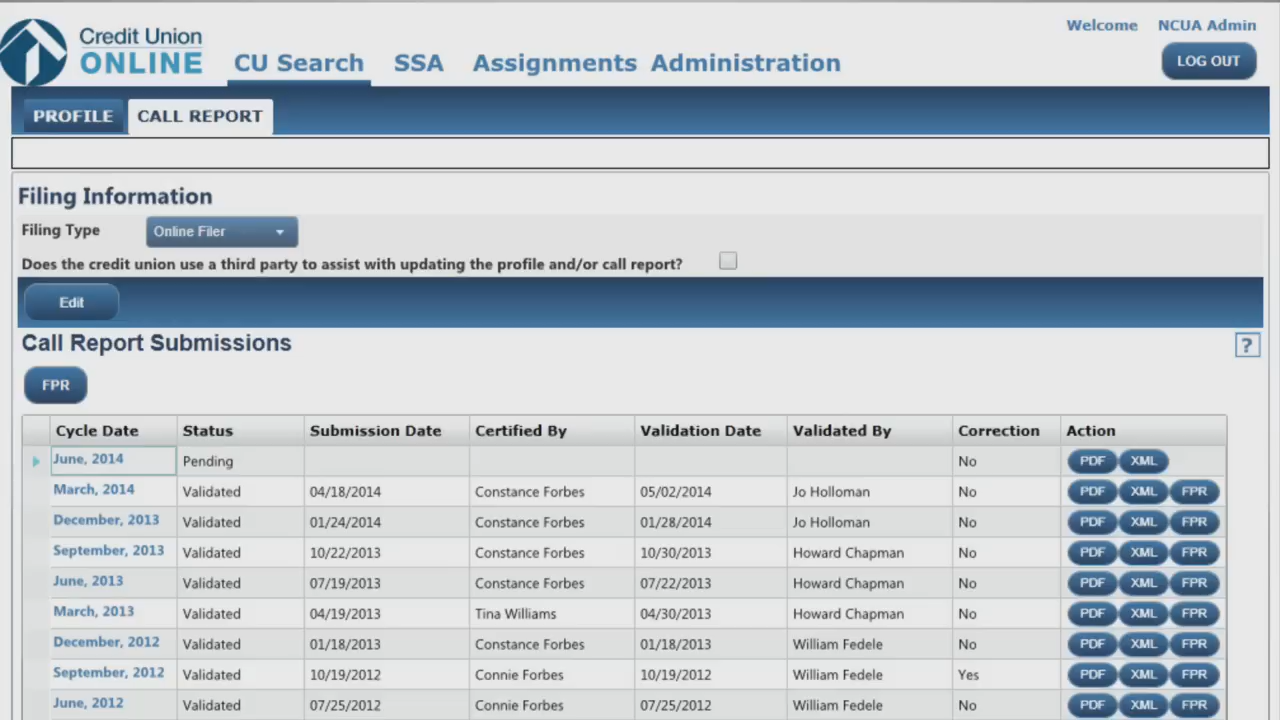 Credit Union
ONLINE
CU Search SSA Assignments Administration
Welcome NCUA Admin
LOG OUT
PROFILE CALL REPORT
Filing Information
Filing Type Online Filer
Does the credit union use a third party to assist with updating the profile and/or call report?
Edit
Call Report Submissions
?
FPR
Cycle Date Status Submission Date Certified By Validation Date Validated By Correction Action
June, 2014 Pending No PDF XML
March, 2014 Validated 04/18/2014 Constance Forbes 05/02/2014 Jo Holloman No PDF XML FPR
December, 2013 Validated 01/24/2014 Constance Forbes 01/28/2014 Jo Holloman No PDF XML FPR
September, 2013 Validated 10/22/2013 Constance Forbes 10/30/2013 Howard Chapman No PDF XML FPR
June, 2013 Validated 07/19/2013 Constance Forbes 07/22/2013 Howard Chapman No PDF XML FPR
March, 2013 Validated 04/19/2013 Tina Williams 04/30/2013 Howard Chapman No PDF XML FPR
December, 2012 Validated 01/18/2013 Constance Forbes 01/18/2013 William Fedele No PDF XML FPR
September, 2012 Validated 10/19/2012 Connie Forbes 10/19/2012 William Fedele Yes PDF XML FPR
June, 2012 Validated 07/25/2012 Connie Forbes 07/25/2012 William Fedele No PDF XML FPR